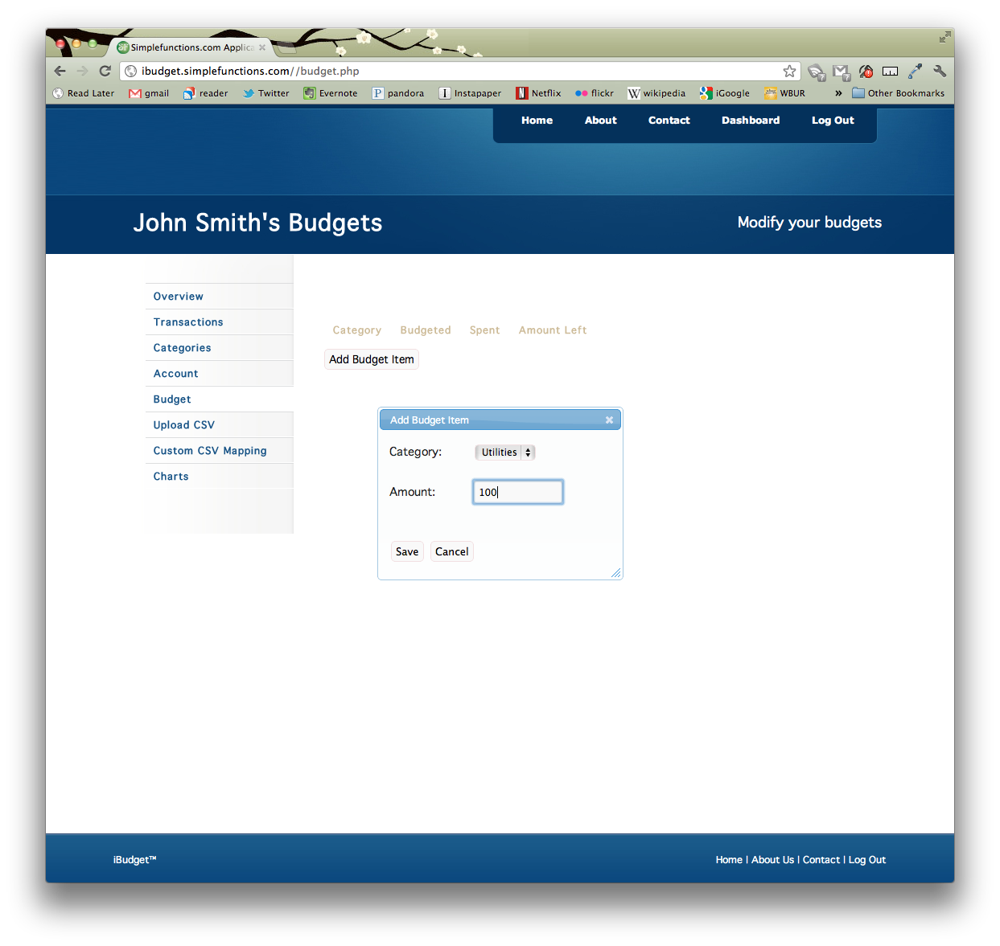 Simplefunctions.com Applica
ibudget.simplefunctions.com//budget.php
Read Later gmail reader Twitter Evernote pandora Instapaper Netflix flickr wikipedia iGoogle WBUR » Other Bookmarks
Home About Contact Dashboard Log Out
John Smith's Budgets
Modify your budgets
Overview
Transactions
Categories
Account
Budget
Upload CSV
Custom CSV Mapping
Charts
Category Budgeted Spent Amount Left
Add Budget Item
Add Budget Item
Category: Utilities
Amount: 100
Save Cancel
iBudget™
Home | About Us | Contact | Log Out